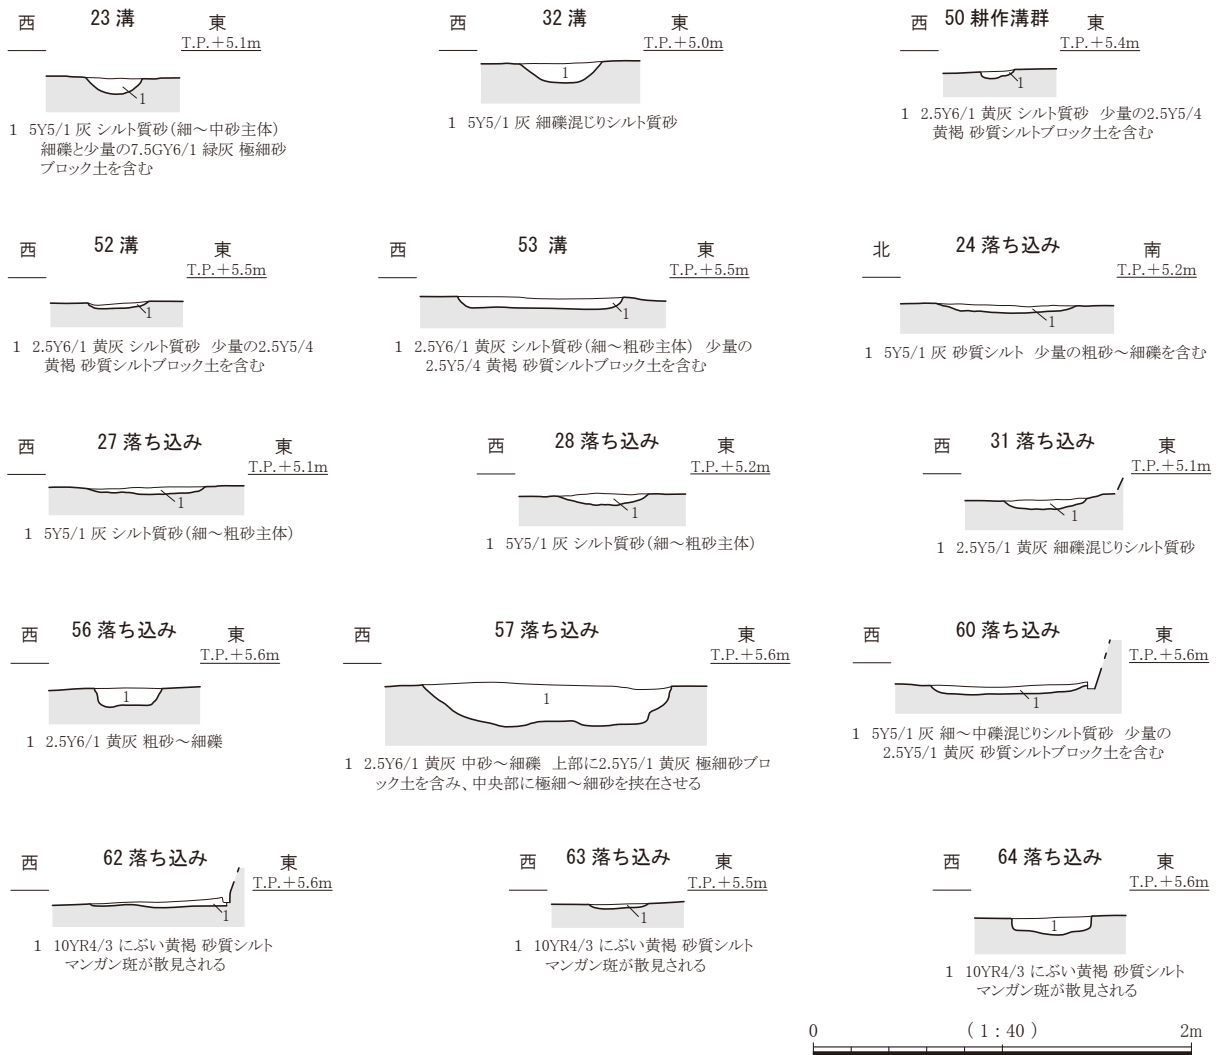 23 溝
西 東
T.P.+5.1m
1
1 5Y5/1 灰 シルト質砂（細～中砂主体）
細礫と少量の7.5GY6/1 緑灰 極細砂
ブロック土を含む
32 溝
西 東
T.P.+5.0m
1
1 5Y5/1 灰 細礫混じりシルト質砂
50 耕作溝群
西 東
T.P.+5.4m
1
1 2.5Y6/1 黄灰 シルト質砂 少量の2.5Y5/4
黄褐 砂質シルトブロック土を含む
52 溝
西 東
T.P.+5.5m
1
1 2.5Y6/1 黄灰 シルト質砂 少量の2.5Y5/4
黄褐 砂質シルトブロック土を含む
53 溝
西 東
T.P.+5.5m
1
1 2.5Y6/1 黄灰 シルト質砂（細～粗砂主体） 少量の
2.5Y5/4 黄褐 砂質シルトブロック土を含む
24 落ち込み
北 南
T.P.+5.2m
1
1 5Y5/1 灰 砂質シルト 少量の粗砂～細礫を含む
27 落ち込み
西 東
T.P.+5.1m
1
1 5Y5/1 灰 シルト質砂（細～粗砂主体）
28 落ち込み
西 東
T.P.+5.2m
1
1 5Y5/1 灰 シルト質砂（細～粗砂主体）
31 落ち込み
西 東
T.P.+5.1m
1
1 2.5Y5/1 黄灰 細礫混じりシルト質砂
56 落ち込み
西 東
T.P.+5.6m
1
1 2.5Y6/1 黄灰 粗砂～細礫
57 落ち込み
西 東
T.P.+5.6m
1
1 2.5Y6/1 黄灰 中砂～細礫 上部に2.5Y5/1 黄灰 極細砂ブロ
ック土を含み、中央部に極細～細砂を挟在させる
60 落ち込み
西 東
T.P.+5.6m
1
1 5Y5/1 灰 細～中礫混じりシルト質砂 少量の
2.5Y5/1 黄灰 砂質シルトブロック土を含む
62 落ち込み
西 東
T.P.+5.6m
1
1 10YR4/3 にぶい黄褐 砂質シルト
マンガン斑が散見される
63 落ち込み
西 東
T.P.+5.5m
1
1 10YR4/3 にぶい黄褐 砂質シルト
マンガン斑が散見される
64 落ち込み
西 東
T.P.+5.6m
1
1 10YR4/3 にぶい黄褐 砂質シルト
マンガン斑が散見される
0 （1：40） 2m